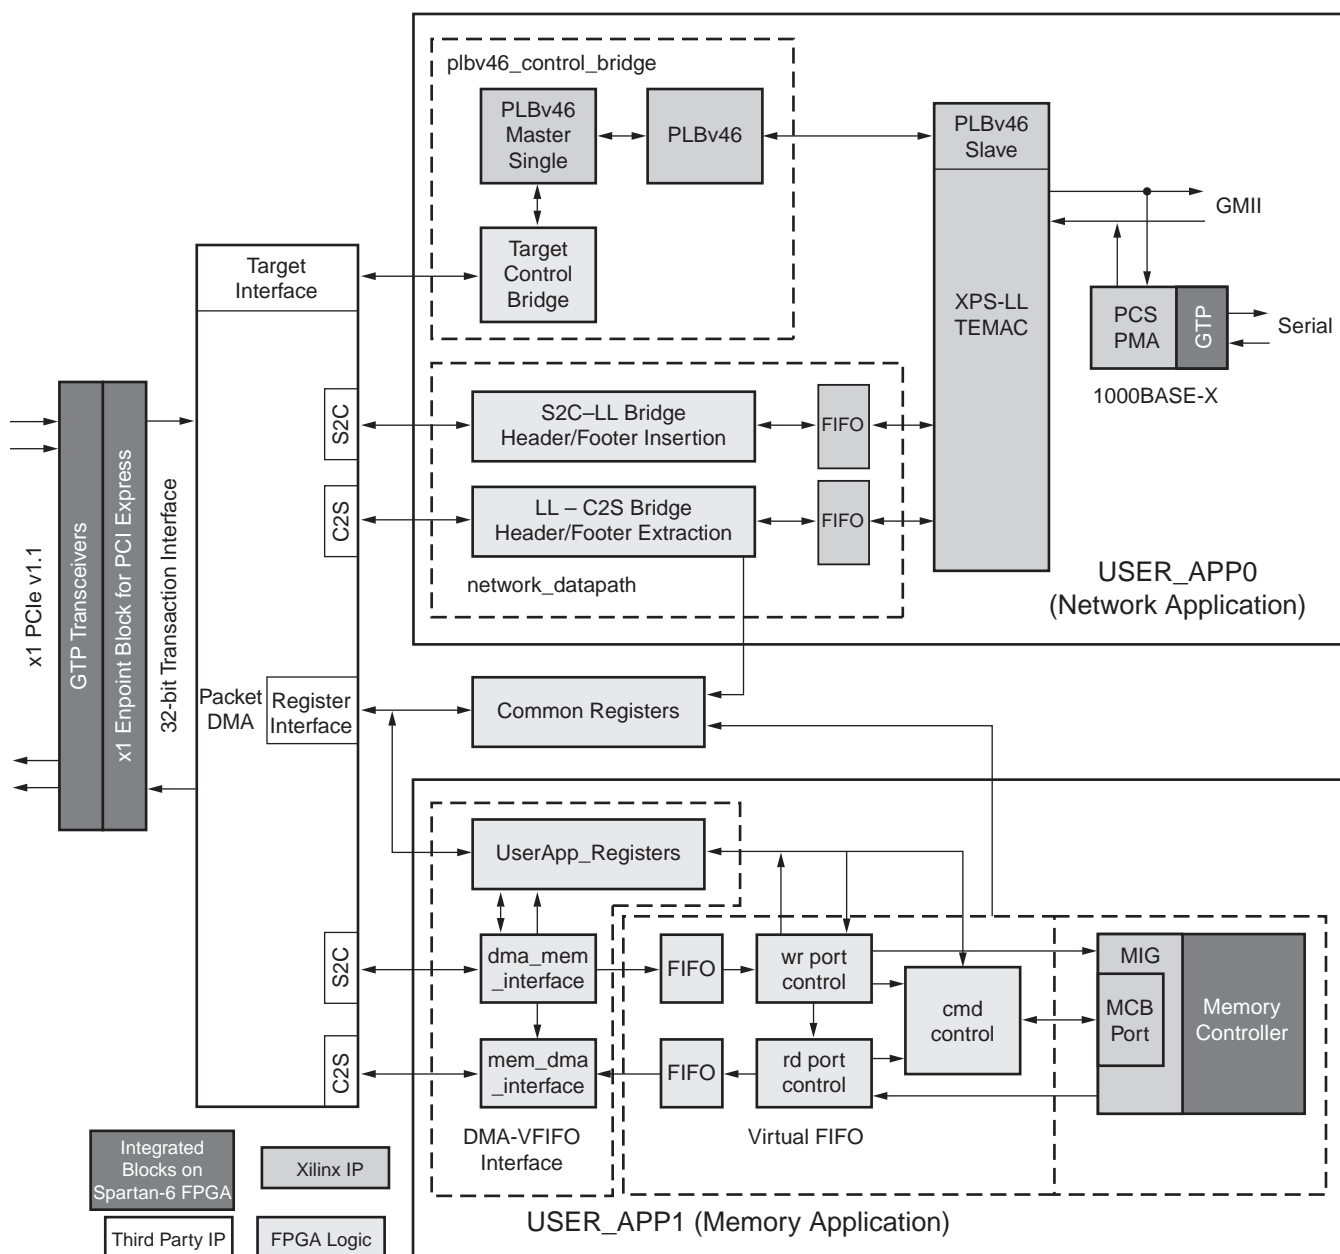 plbv46_control_bridge
PLBv46
Master
Single
PLBv46
PLBv46
Slave
GMII
Target
Interface
Target
Control
Bridge
XPS-LL
TEMAC
PCS
PMA
GTP
Serial
1000BASE-X
S2C
S2C–LL Bridge
Header/Footer Insertion
FIFO
C2S
LL – C2S Bridge
Header/Footer Extraction
FIFO
network_datapath
USER_APP0
(Network Application)
x1 PCIe v1.1
GTP Transceivers
x1 Enpoint Block for PCI Express
32-bit Transaction Interface
Packet
DMA
Register
Interface
Common Registers
UserApp_Registers
S2C
dma_mem
_interface
FIFO
wr port
control
cmd
control
MIG
MCB
Port
Memory
Controller
C2S
mem_dma
_interface
FIFO
rd port
control
DMA-VFIFO
Interface
Virtual FIFO
USER_APP1 (Memory Application)
Integrated
Blocks on
Spartan-6 FPGA
Xilinx IP
Third Party IP
FPGA Logic